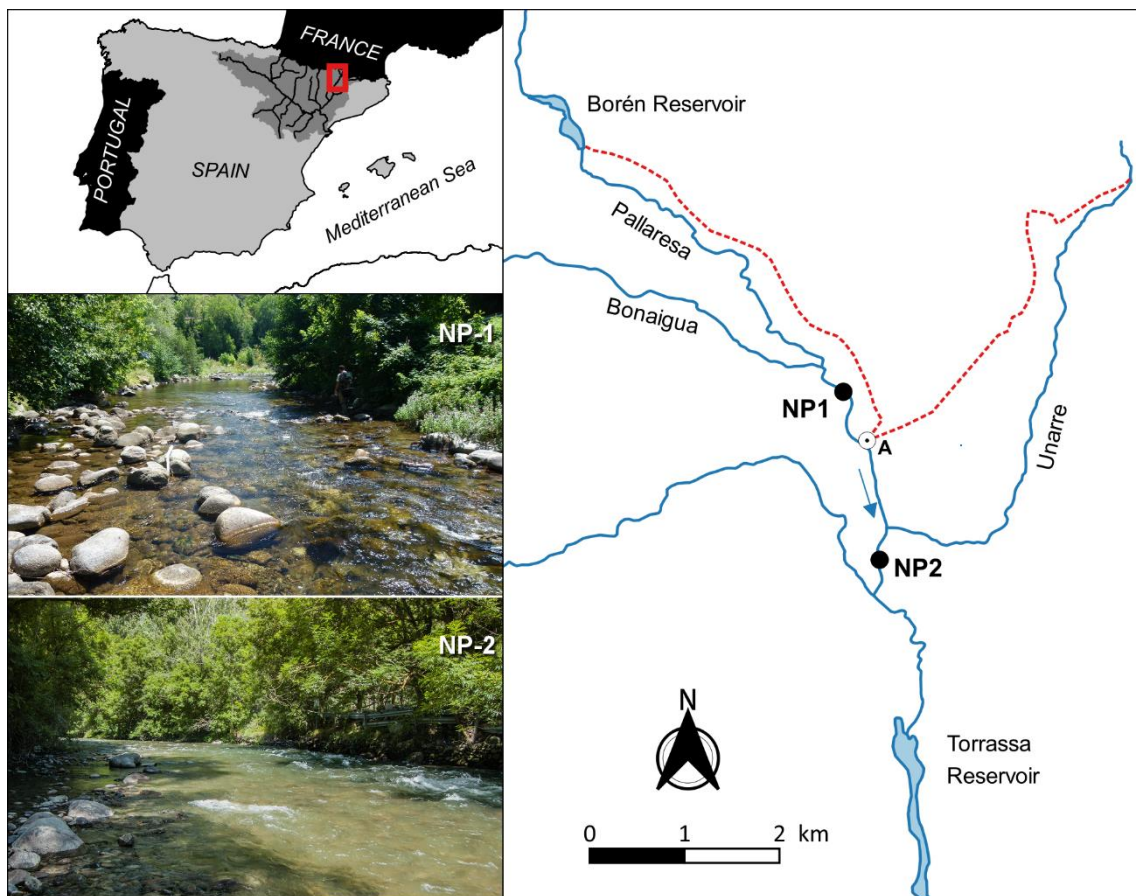 FRANCE
PORTUGAL
SPAIN
Mediterranean Sea
NP-1
NP-2
Borén Reservoir
Pallaresa
Bonaigua
NP1
A
Unarre
NP2
N
Torrassa
Reservoir
0 1 2 km